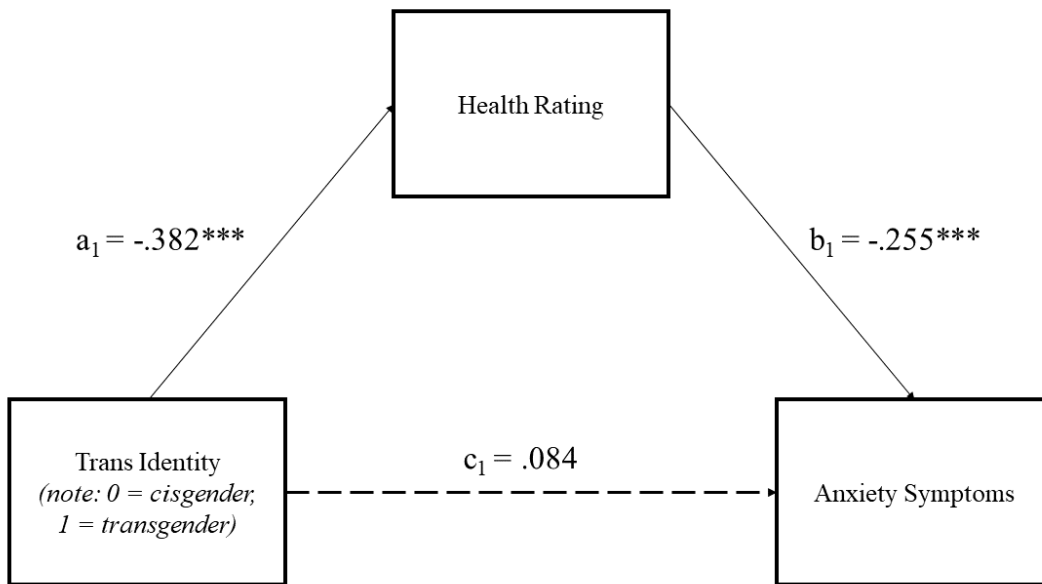 Health Rating
a₁ = -.382***
b₁ = -.255***
c₁ = .084
Trans Identity
(note: 0 = cisgender,
1 = transgender)
Anxiety Symptoms